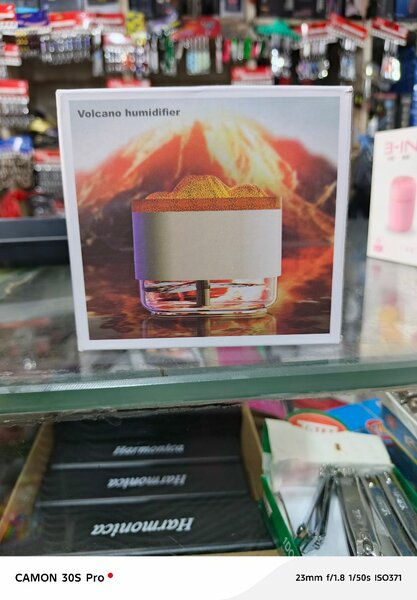 Volcano humidifier
3-IN
Harmonica
Harmonica
Harmonica
CAMON 30S Pro
23mm f/1.8 1/50s ISO371